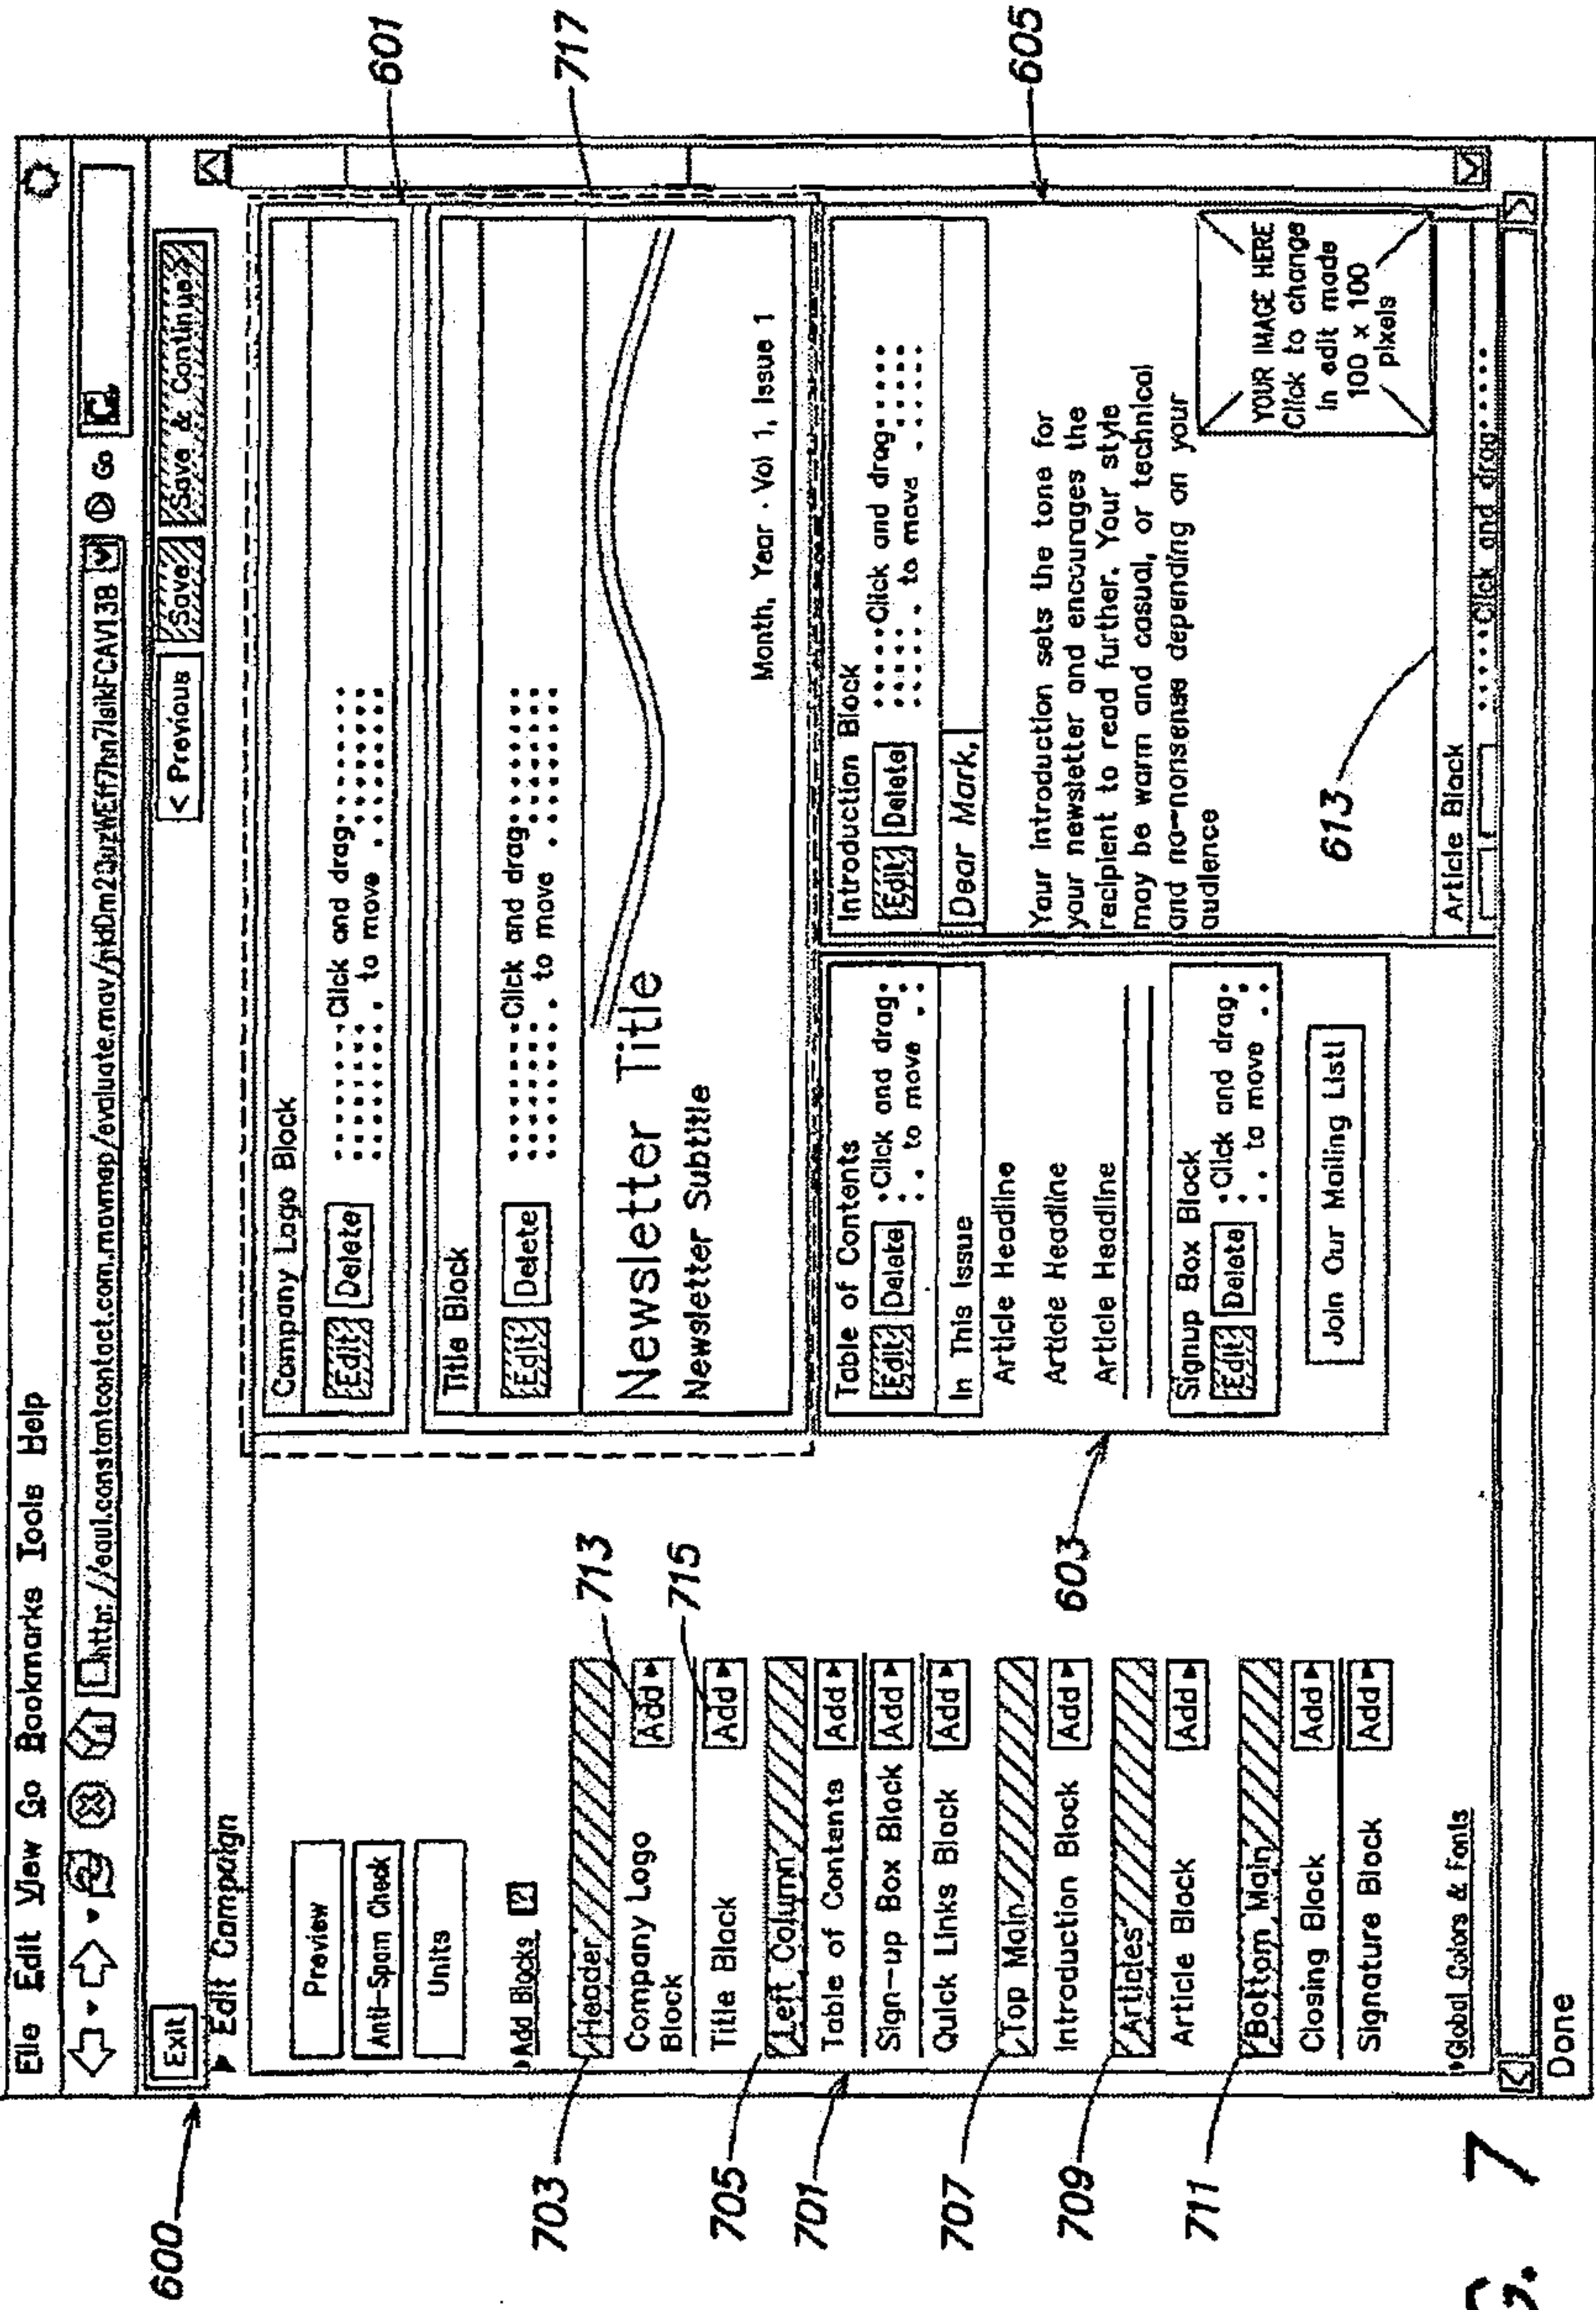 File Edit View Go Bookmarks Tools Help
Go G
Exit
< Previous Save Save & Continue >
Edit Campaign
Preview
Anti-Spam Check
Units
Add Blocks [?]
Header
Company Logo
Block
Add
Title Block Add
Left Column
Table of Contents Add
Sign-up Box Block Add
Quick Links Block Add
Top Main
Introduction Block Add
Articles
Article Block Add
Bottom Main
Closing Block Add
Signature Block Add
Global Colors & Fonts
Company Logo Block
Edit Delete Click and drag
to move
Title Block
Edit Delete Click and drag
to move
Newsletter Title
Newsletter Subtitle
Month, Year · Vol 1, Issue 1
Table of Contents
Edit Delete Click and drag
to move
In This Issue
Article Headline
Article Headline
Article Headline
Signup Box Block
Edit Delete Click and drag
to move
Join Our Mailing List!
Introduction Block
Edit Delete Click and drag
to move
Dear Mark,
Your introduction sets the tone for
your newsletter and encourages the
recipient to read further. Your style
may be warm and casual, or technical
and no-nonsense depending on your
audience
YOUR IMAGE HERE
Click to change
in edit mode
100 x 100
pixels
Article Block
Click and drag
Done
600
703
705
701
707
709
711
713
715
603
601
717
605
613
7